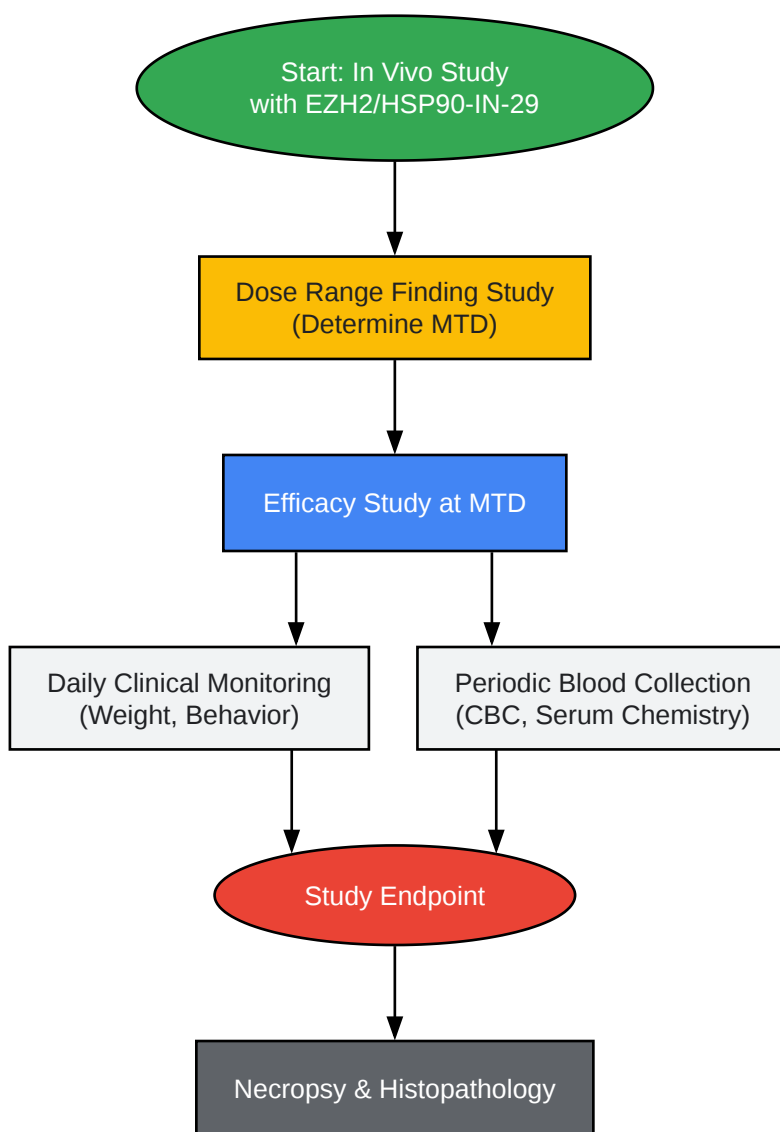 Start: In Vivo Study
with EZH2/HSP90-IN-29
Dose Range Finding Study
(Determine MTD)
Efficacy Study at MTD
Daily Clinical Monitoring
(Weight, Behavior)
Periodic Blood Collection
(CBC, Serum Chemistry)
Study Endpoint
Necropsy & Histopathology